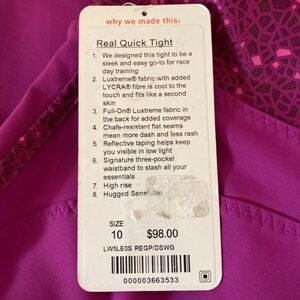 why we made this:
Real Quick Tight
1. We designed this tight to be a
sleek and easy go-to for race
day training
2. Luxtreme® fabric with added
LYCRA® fibre is cool to the
touch and fits like a second
skin
3. Full-On® Luxtreme fabric in
the back for added coverage
4. Chafe-resistant flat seams
mean more dash and less rash
5. Reflective taping helps keep
you visible in low light
6. Signature three-pocket
waistband to stash all your
essentials
7. High rise
8. Hugged Sensation
SIZE
10 $98.00
LW5LE0S REGP/DSWG
000003663533